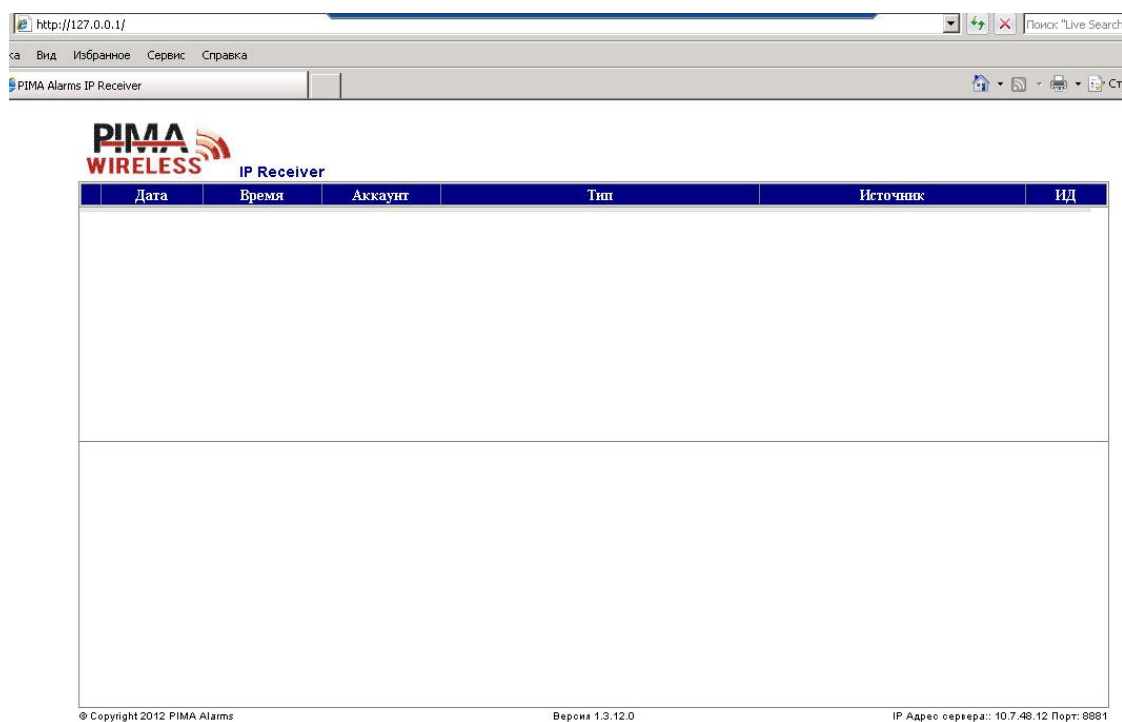 http://127.0.0.1/
Поиск "Live Search
ка Вид Избранное Сервис Справка
PIMA Alarms IP Receiver
Ст
PIMA
WIRELESS
IP Receiver
Дата Время Аккаунт Тип Источник ИД
© Copyright 2012 PIMA Alarms Версия 1.3.12.0 IP Адрес сервера:: 10.7.48.12 Порт: 8881